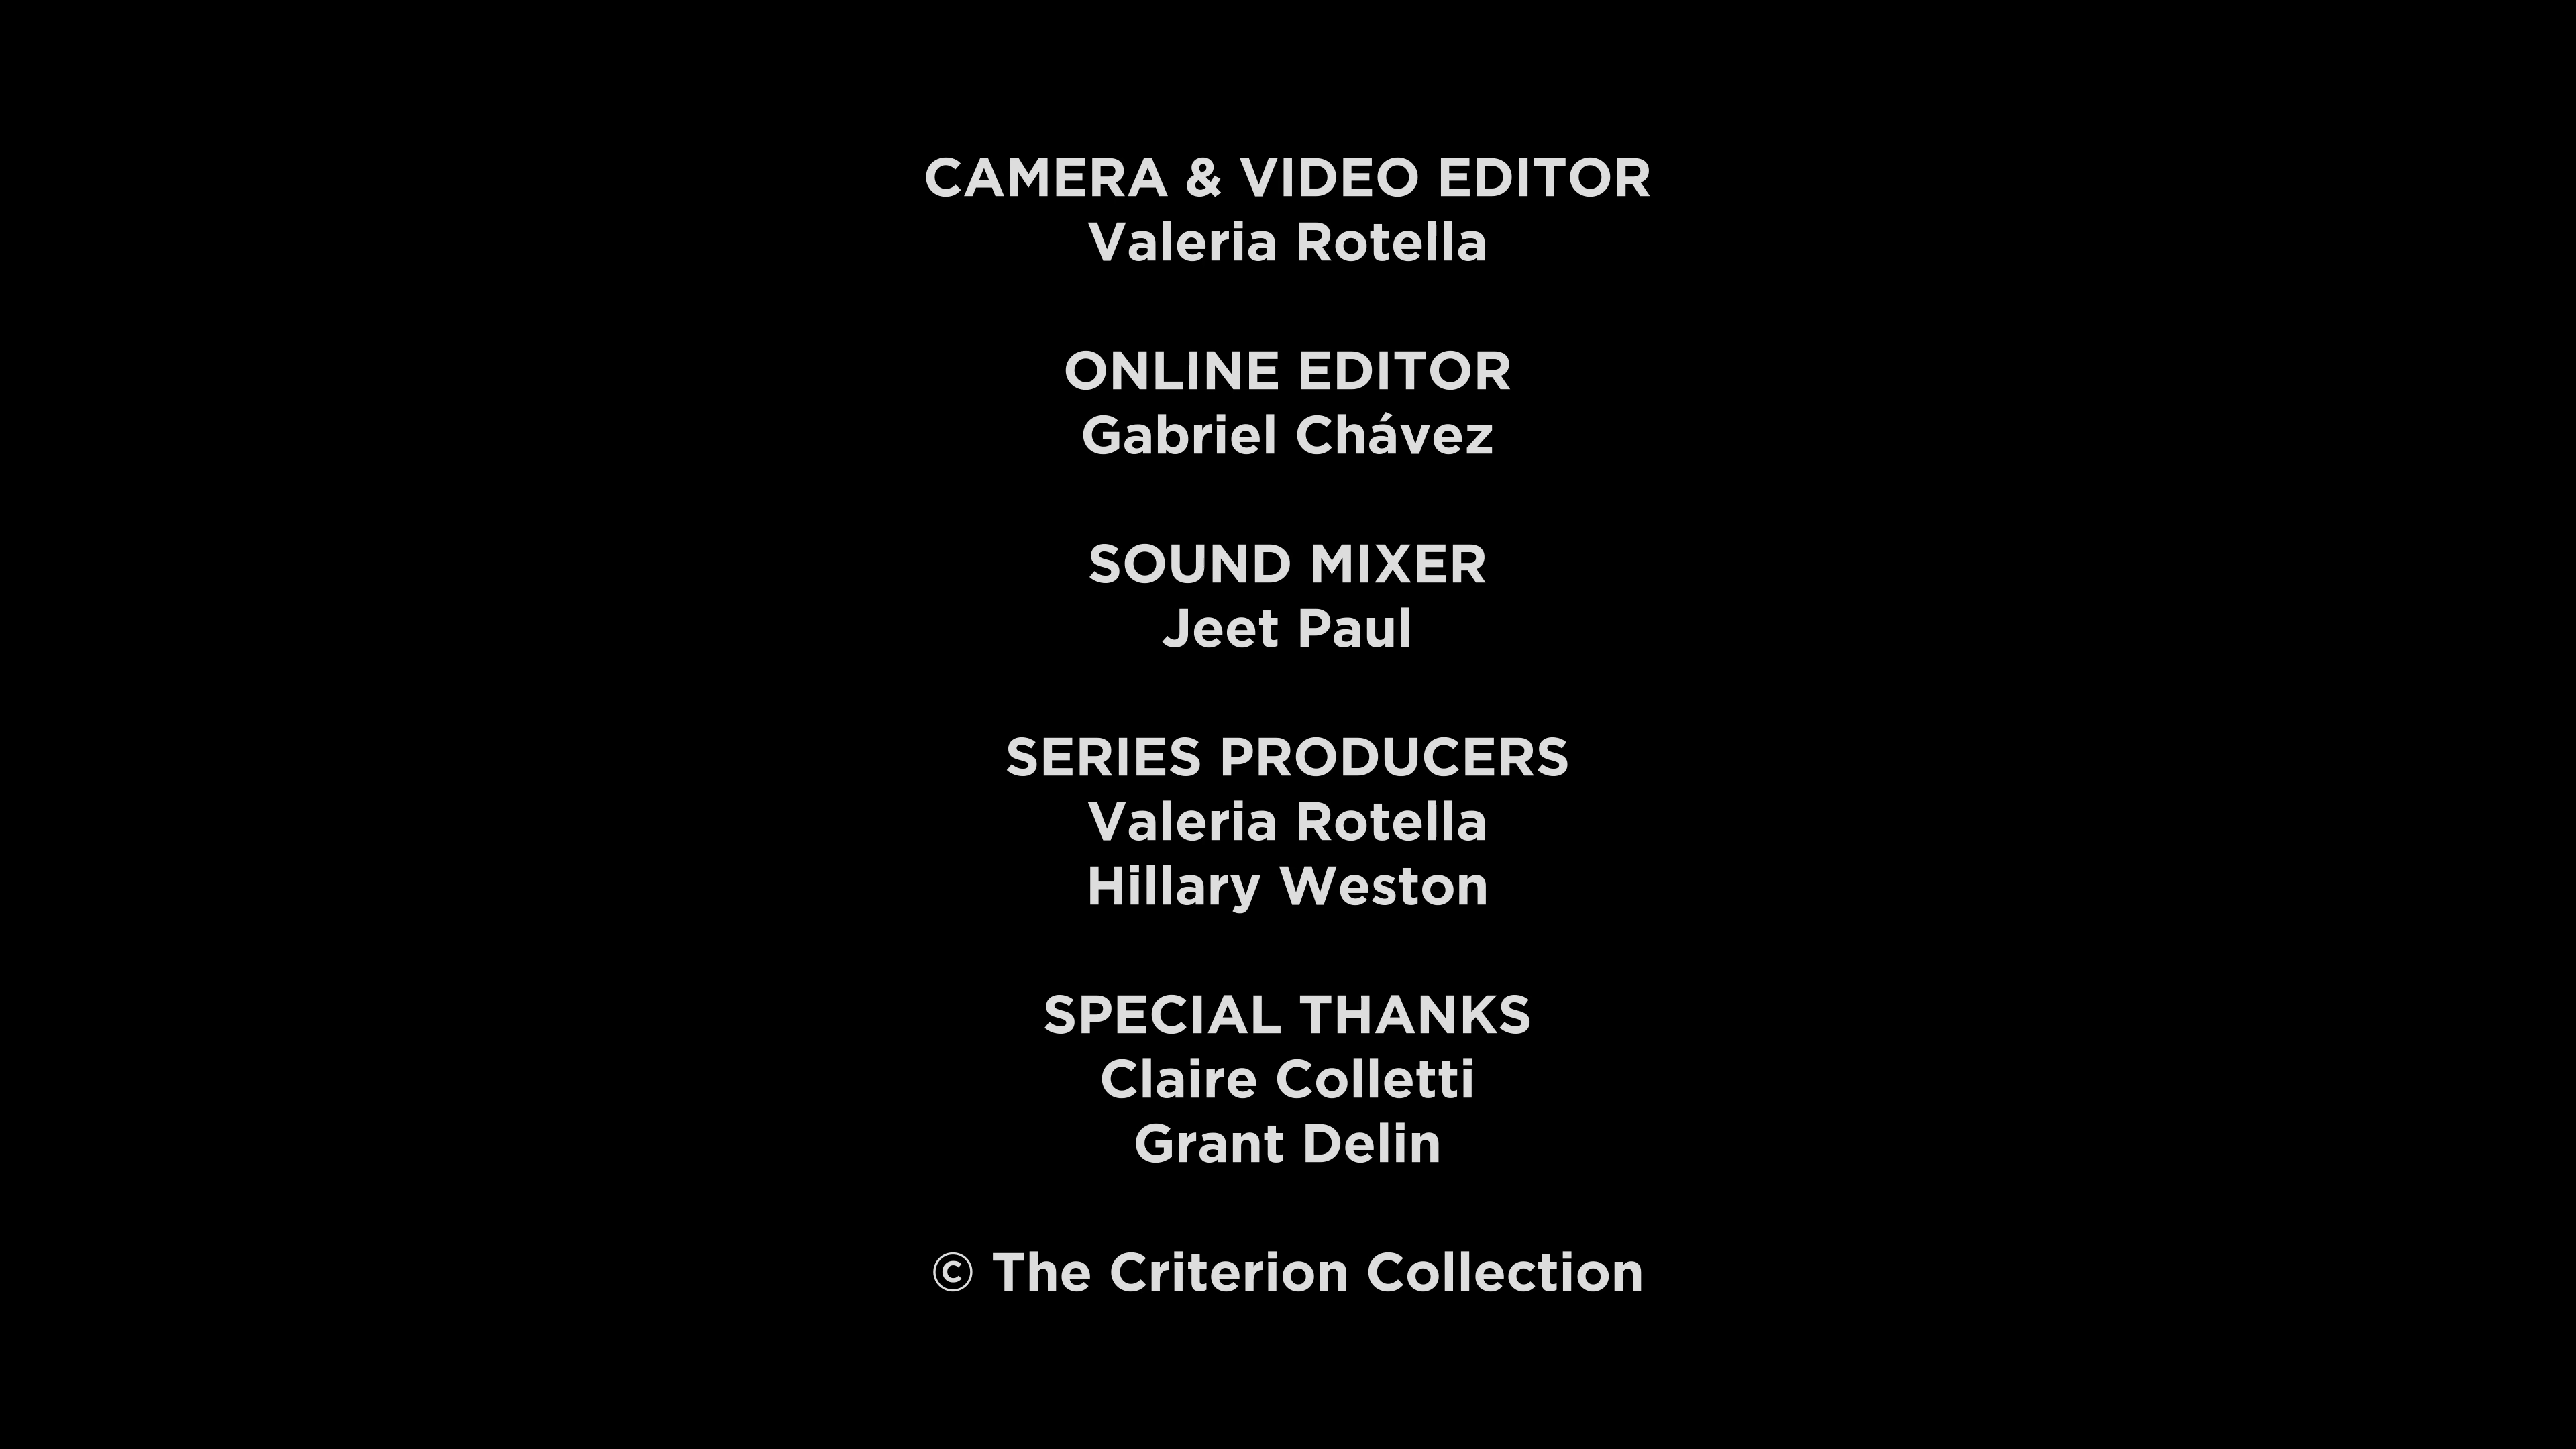 CAMERA & VIDEO EDITOR
Valeria Rotella
ONLINE EDITOR
Gabriel Chávez
SOUND MIXER
Jeet Paul
SERIES PRODUCERS
Valeria Rotella
Hillary Weston
SPECIAL THANKS
Claire Colletti
Grant Delin
© The Criterion Collection